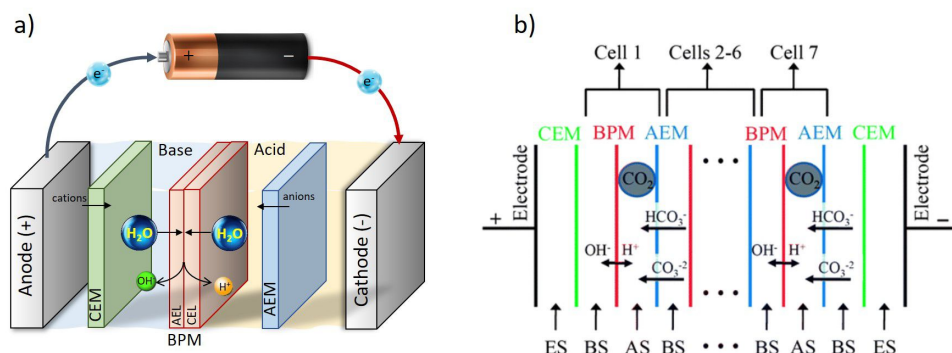 a)
+ −
e⁻
e⁻
Base
Acid
cations
anions
H₂O
H₂O
OH⁻
H⁺
Anode (+)
CEM
AEL
CEL
BPM
AEM
Cathode (-)
b)
Cell 1 Cells 2-6 Cell 7
CEM BPM AEM BPM AEM CEM
Electrode
Electrode
+
−
CO₂ CO₂
HCO₃⁻ HCO₃⁻
OH⁻ H⁺ OH⁻ H⁺
CO₃⁻² CO₃⁻²
• • •
• • •
ES BS AS BS • • • BS AS BS ES